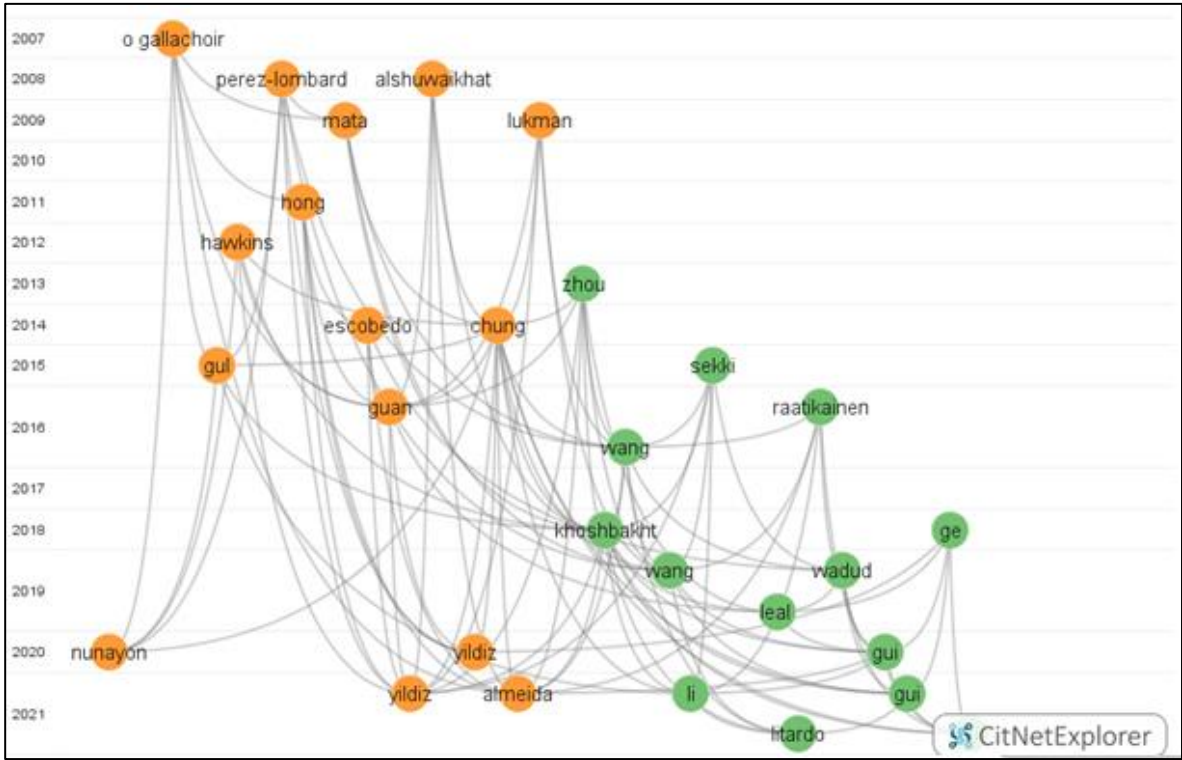 2007 o gallachoir
2008 perez-lombard alshuwaikhat
2009 mata lukman
2010
2011 hong
2012 hawkins
2013 zhou
2014 escobedo chung
2015 gul sekki
guan raatikainen
2016
wang
2017
2018 khoshbakht ge
wang wadud
2019
leal
2020 nunayon yildiz gui
yildiz almeida li gui
2021
litardo CitNetExplorer